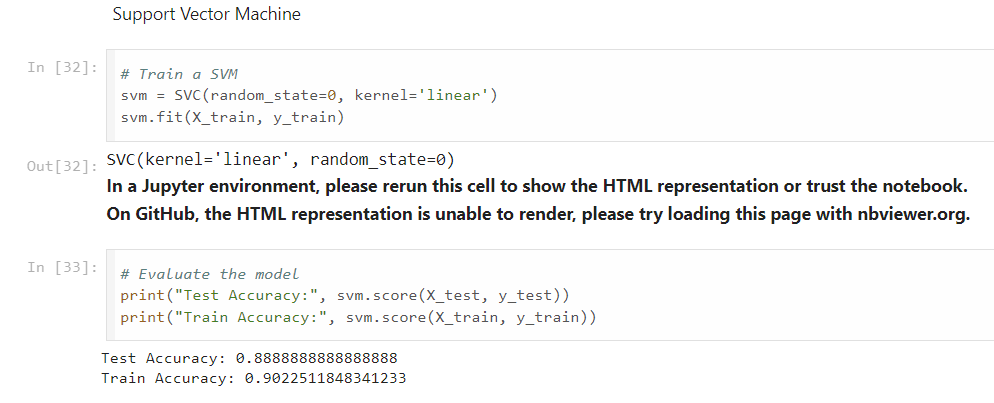 Support Vector Machine
In [32]:
# Train a SVM
svm = SVC(random_state=0, kernel='linear')
svm.fit(X_train, y_train)
Out[32]:
SVC(kernel='linear', random_state=0)
In a Jupyter environment, please rerun this cell to show the HTML representation or trust the notebook.
On GitHub, the HTML representation is unable to render, please try loading this page with nbviewer.org.
In [33]:
# Evaluate the model
print("Test Accuracy:", svm.score(X_test, y_test))
print("Train Accuracy:", svm.score(X_train, y_train))
Test Accuracy: 0.8888888888888888
Train Accuracy: 0.9022511848341233